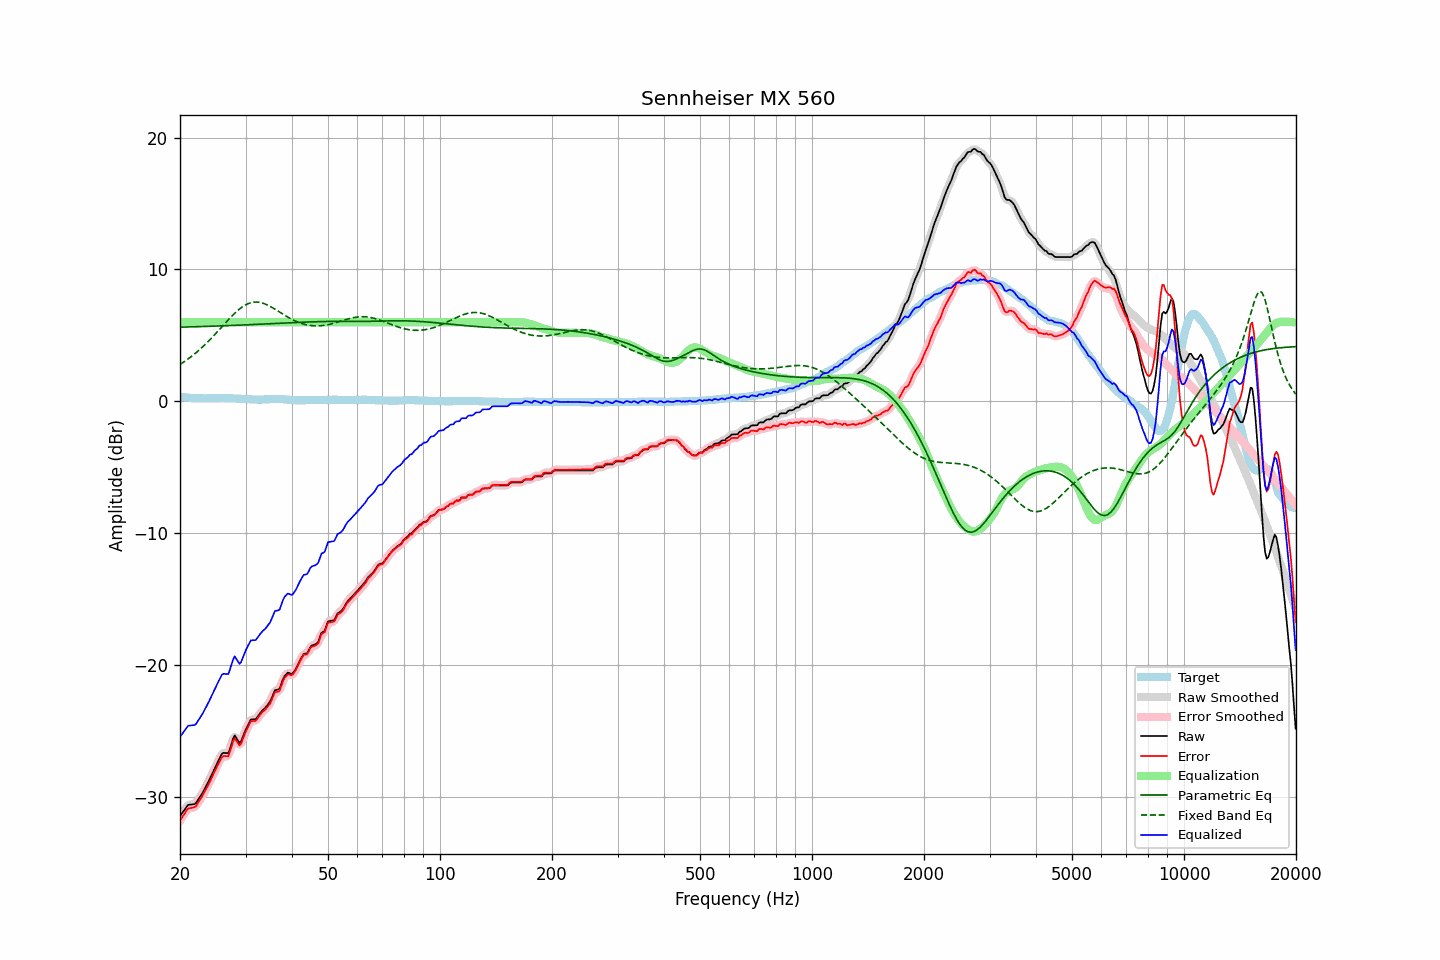 Sennheiser MX 560
Amplitude (dBr)
20
10
0
−10
−20
−30
20
50
100
200
500
1000
2000
5000
10000
20000
Frequency (Hz)
Target
Raw Smoothed
Error Smoothed
Raw
Error
Equalization
Parametric Eq
Fixed Band Eq
Equalized